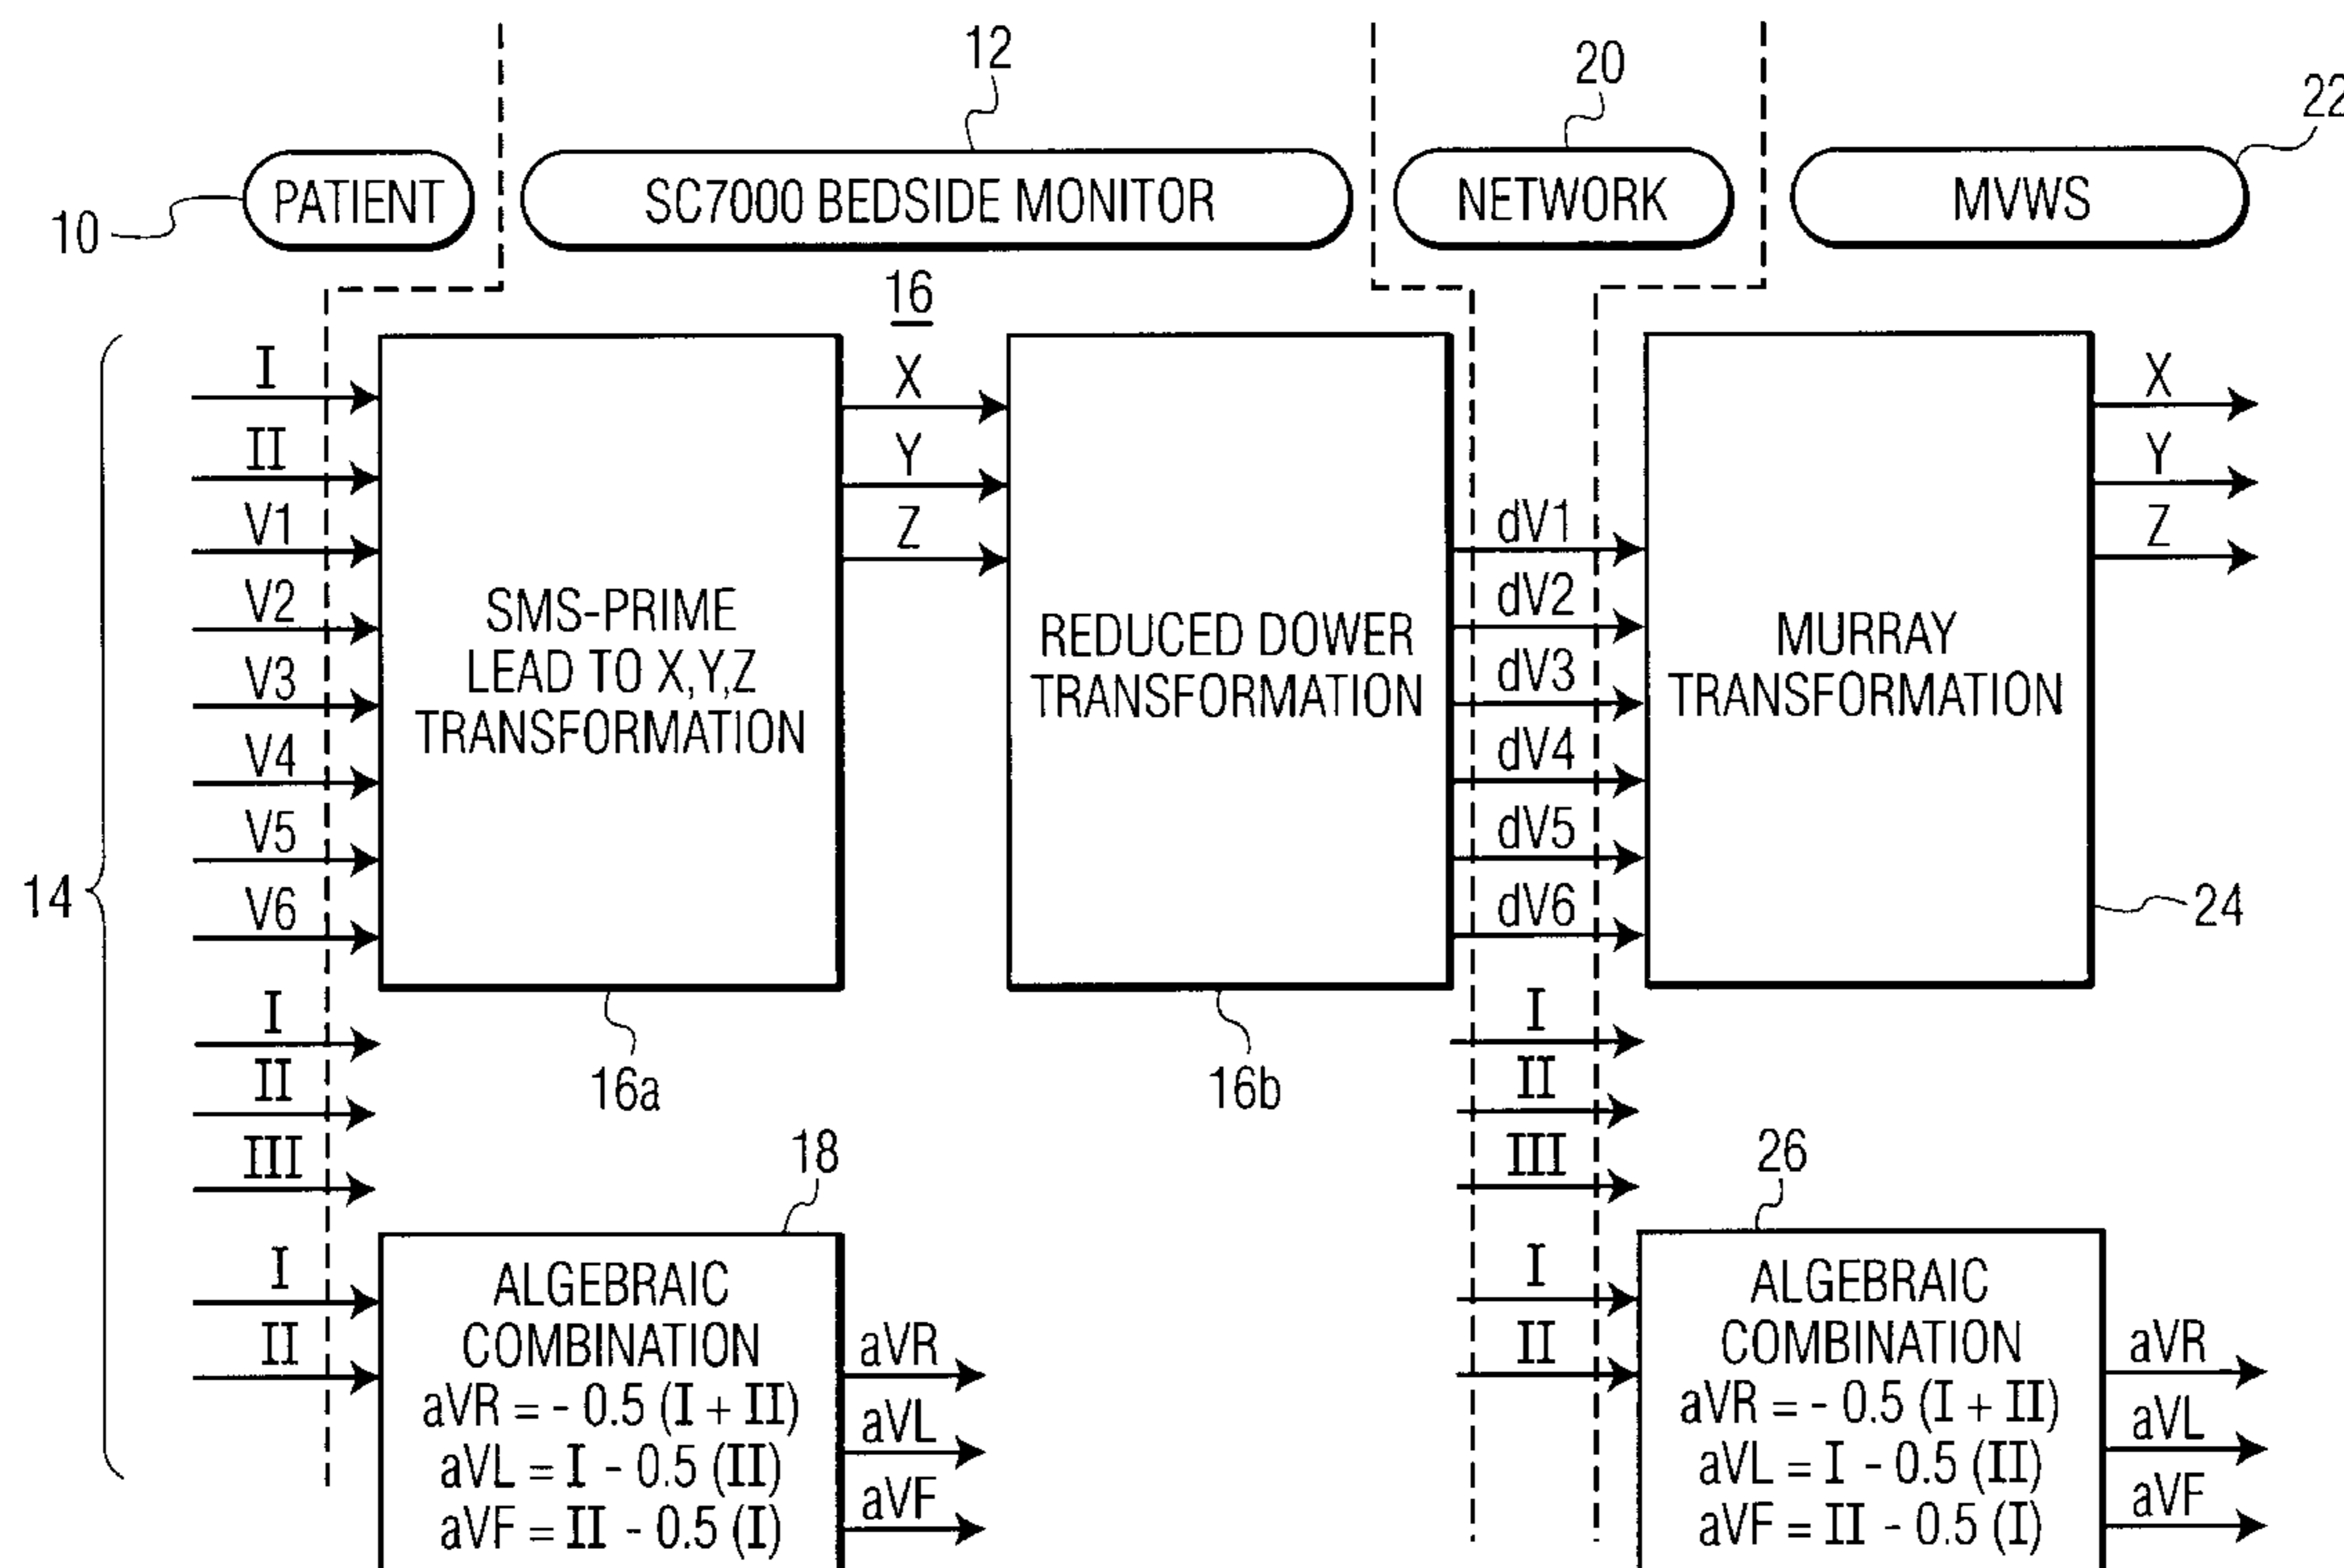 12
20
22
10
PATIENT
SC7000 BEDSIDE MONITOR
NETWORK
MVWS
16
14
I
II
V1
V2
V3
V4
V5
V6
SMS-PRIME
LEAD TO X,Y,Z
TRANSFORMATION
16a
X
Y
Z
REDUCED DOWER
TRANSFORMATION
16b
dV1
dV2
dV3
dV4
dV5
dV6
MURRAY
TRANSFORMATION
24
X
Y
Z
I
II
III
I
II
III
18
I
II
ALGEBRAIC
COMBINATION
aVR = - 0.5 (I + II)
aVL = I - 0.5 (II)
aVF = II - 0.5 (I)
aVR
aVL
aVF
26
I
II
ALGEBRAIC
COMBINATION
aVR = - 0.5 (I + II)
aVL = I - 0.5 (II)
aVF = II - 0.5 (I)
aVR
aVL
aVF